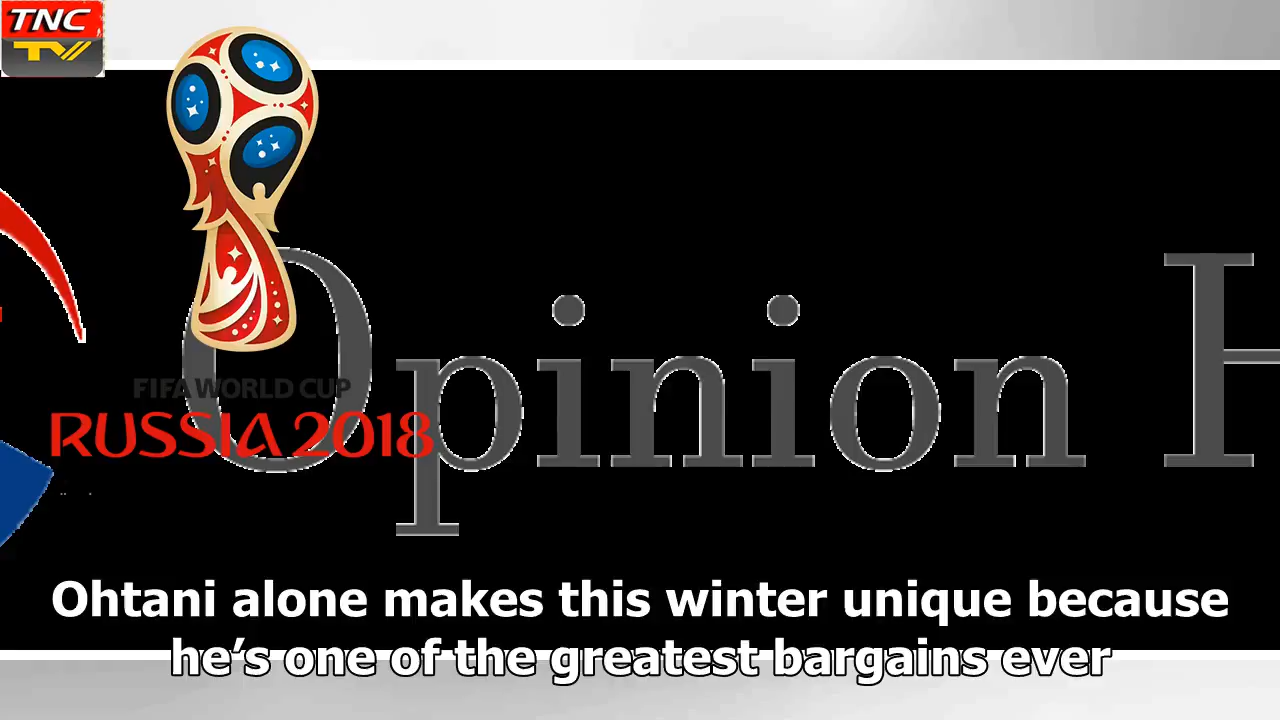 TNC
TV
Opinion H
FIFA WORLD CUP
RUSSIA 2018
Ohtani alone makes this winter unique because
he's one of the greatest bargains ever